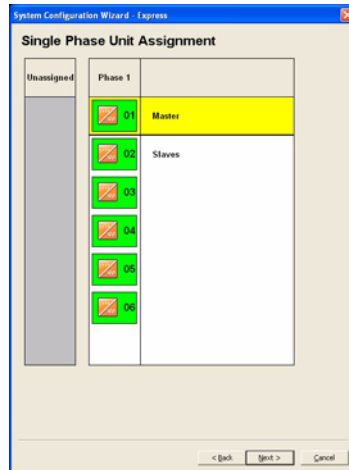 System Configuration Wizard - Express
Single Phase Unit Assignment
Unassigned
Phase 1
01
Master
02
Slaves
03
04
05
06
< Back
Next >
Cancel